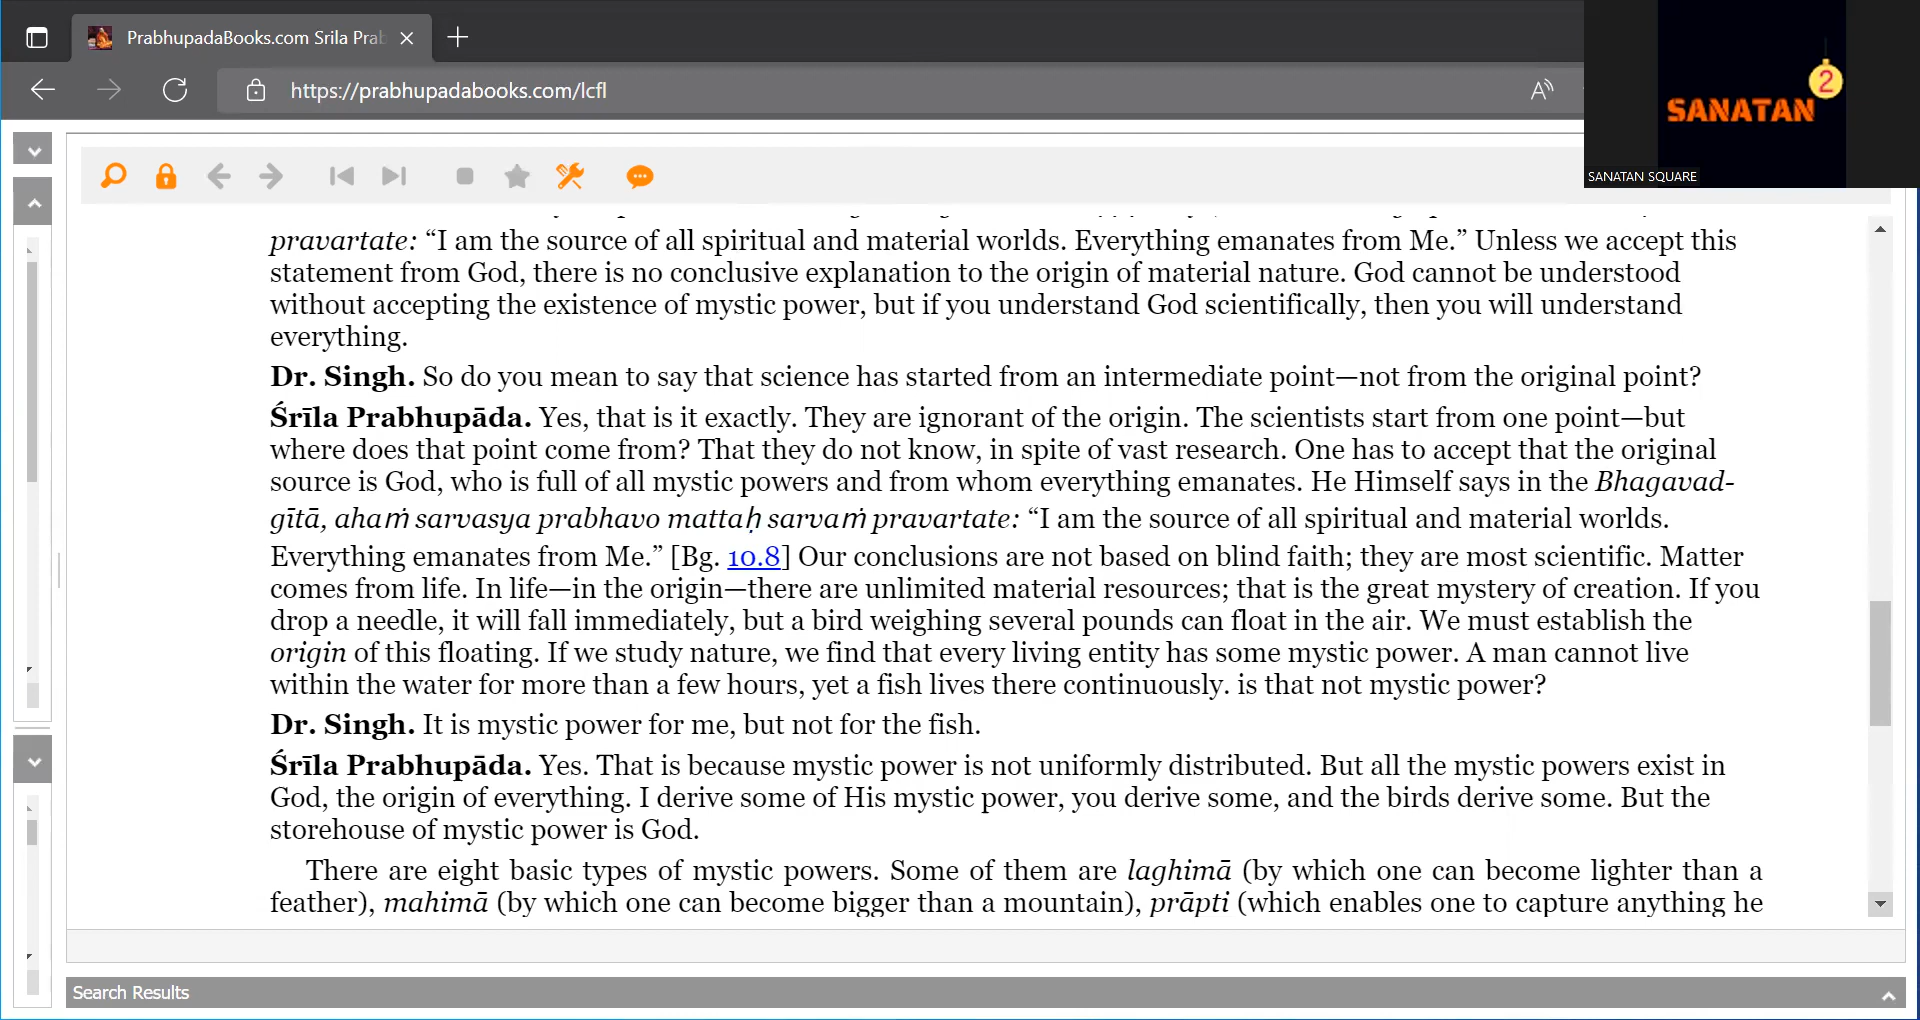 PrabhupadaBooks.com Srila Prab
https://prabhupadabooks.com/lcfl
2
SANATAN
SANATAN SQUARE
pravartate: “I am the source of all spiritual and material worlds. Everything emanates from Me.” Unless we accept this
statement from God, there is no conclusive explanation to the origin of material nature. God cannot be understood
without accepting the existence of mystic power, but if you understand God scientifically, then you will understand
everything.
Dr. Singh. So do you mean to say that science has started from an intermediate point—not from the original point?
Śrīla Prabhupāda. Yes, that is it exactly. They are ignorant of the origin. The scientists start from one point—but
where does that point come from? That they do not know, in spite of vast research. One has to accept that the original
source is God, who is full of all mystic powers and from whom everything emanates. He Himself says in the Bhagavad-
gītā, ahaṁ sarvasya prabhavo mattaḥ sarvaṁ pravartate: “I am the source of all spiritual and material worlds.
Everything emanates from Me.” [Bg. 10.8] Our conclusions are not based on blind faith; they are most scientific. Matter
comes from life. In life—in the origin—there are unlimited material resources; that is the great mystery of creation. If you
drop a needle, it will fall immediately, but a bird weighing several pounds can float in the air. We must establish the
origin of this floating. If we study nature, we find that every living entity has some mystic power. A man cannot live
within the water for more than a few hours, yet a fish lives there continuously. is that not mystic power?
Dr. Singh. It is mystic power for me, but not for the fish.
Śrīla Prabhupāda. Yes. That is because mystic power is not uniformly distributed. But all the mystic powers exist in
God, the origin of everything. I derive some of His mystic power, you derive some, and the birds derive some. But the
storehouse of mystic power is God.
There are eight basic types of mystic powers. Some of them are laghimā (by which one can become lighter than a
feather), mahimā (by which one can become bigger than a mountain), prāpti (which enables one to capture anything he
Search Results